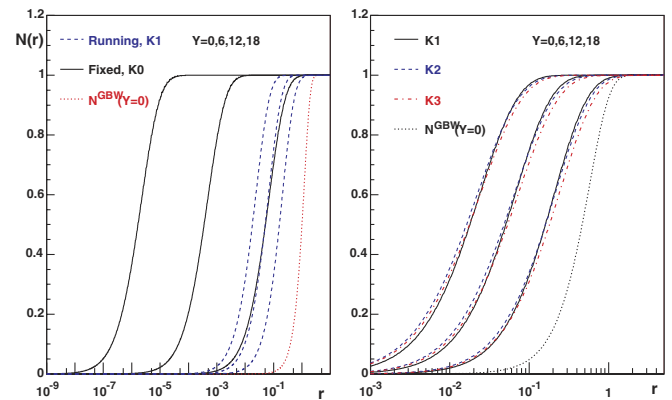 N(r)
1.2
1
0.8
0.6
0.4
0.2
0
Running, K1
Y=0,6,12,18
Fixed, K0
N^GBW(Y=0)
10^-9
10^-7
10^-5
10^-3
10^-1
r
1.2
1
0.8
0.6
0.4
0.2
0
K1
Y=0,6,12,18
K2
K3
N^GBW(Y=0)
10^-3
10^-2
10^-1
1
r